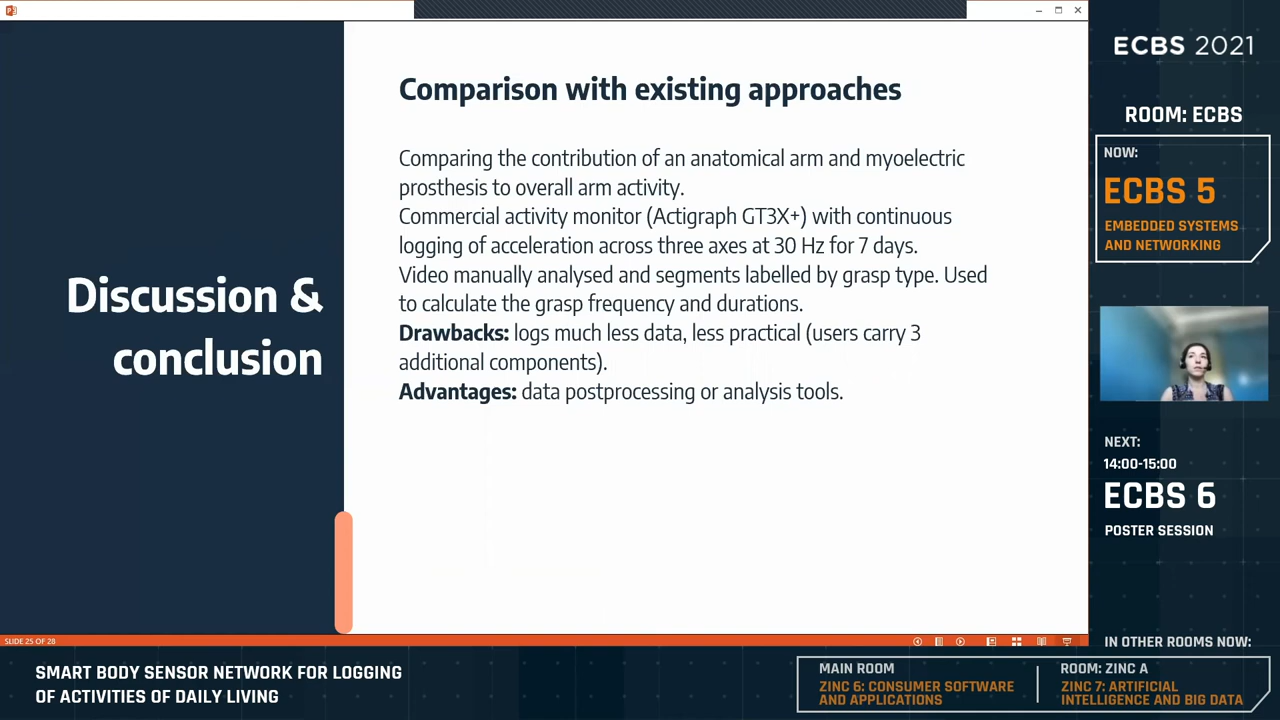 Comparison with existing approaches
Comparing the contribution of an anatomical arm and myoelectric
prosthesis to overall arm activity.
Commercial activity monitor (Actigraph GT3X+) with continuous
logging of acceleration across three axes at 30 Hz for 7 days.
Video manually analysed and segments labelled by grasp type. Used
to calculate the grasp frequency and durations.
Drawbacks: logs much less data, less practical (users carry 3
additional components).
Advantages: data postprocessing or analysis tools.
Discussion &
conclusion
SLIDE 25 OF 28
ECBS 2021
ROOM: ECBS
NOW:
ECBS 5
EMBEDDED SYSTEMS
AND NETWORKING
NEXT:
14:00-15:00
ECBS 6
POSTER SESSION
IN OTHER ROOMS NOW:
SMART BODY SENSOR NETWORK FOR LOGGING
OF ACTIVITIES OF DAILY LIVING
MAIN ROOM
ZINC 6: CONSUMER SOFTWARE
AND APPLICATIONS
ROOM: ZINC A
ZINC 7: ARTIFICIAL
INTELLIGENCE AND BIG DATA